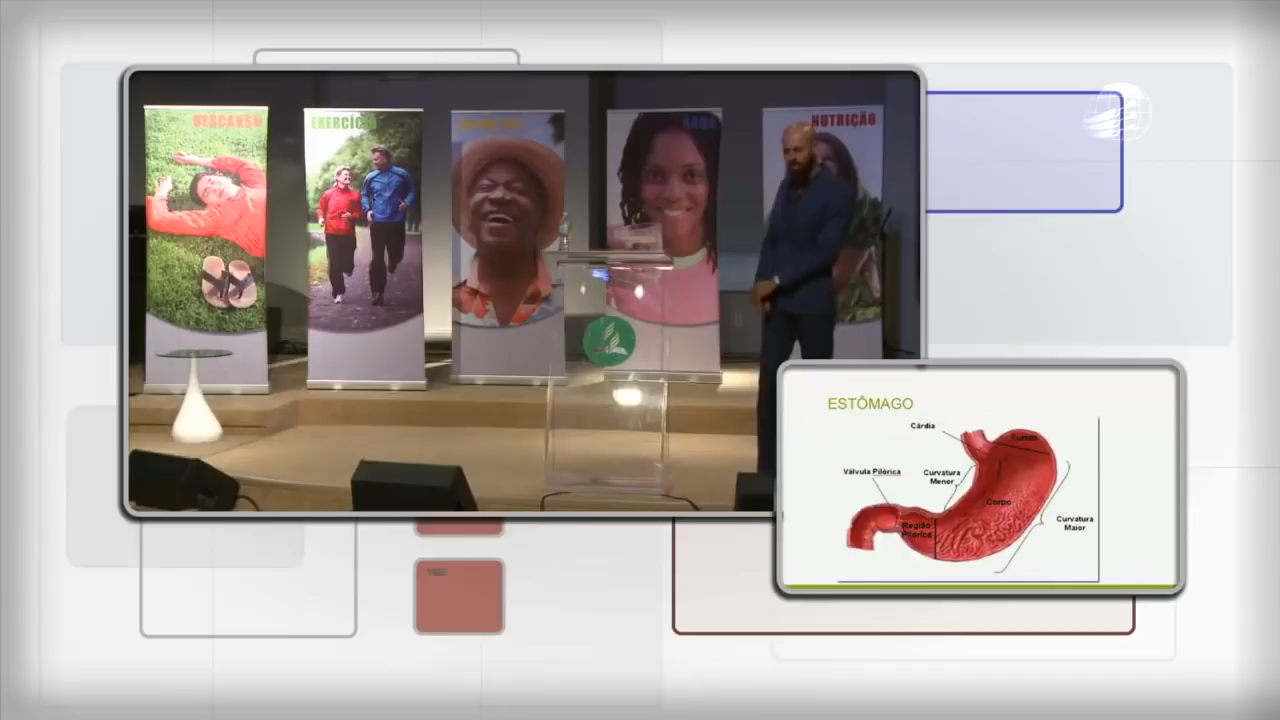 DESCANSO
EXERCÍCIO
NUTRIÇÃO
ESTÔMAGO
Cárdia
Fundo
Válvula Pilórica
Curvatura
Menor
Corpo
Região
Pilórica
Curvatura
Maior